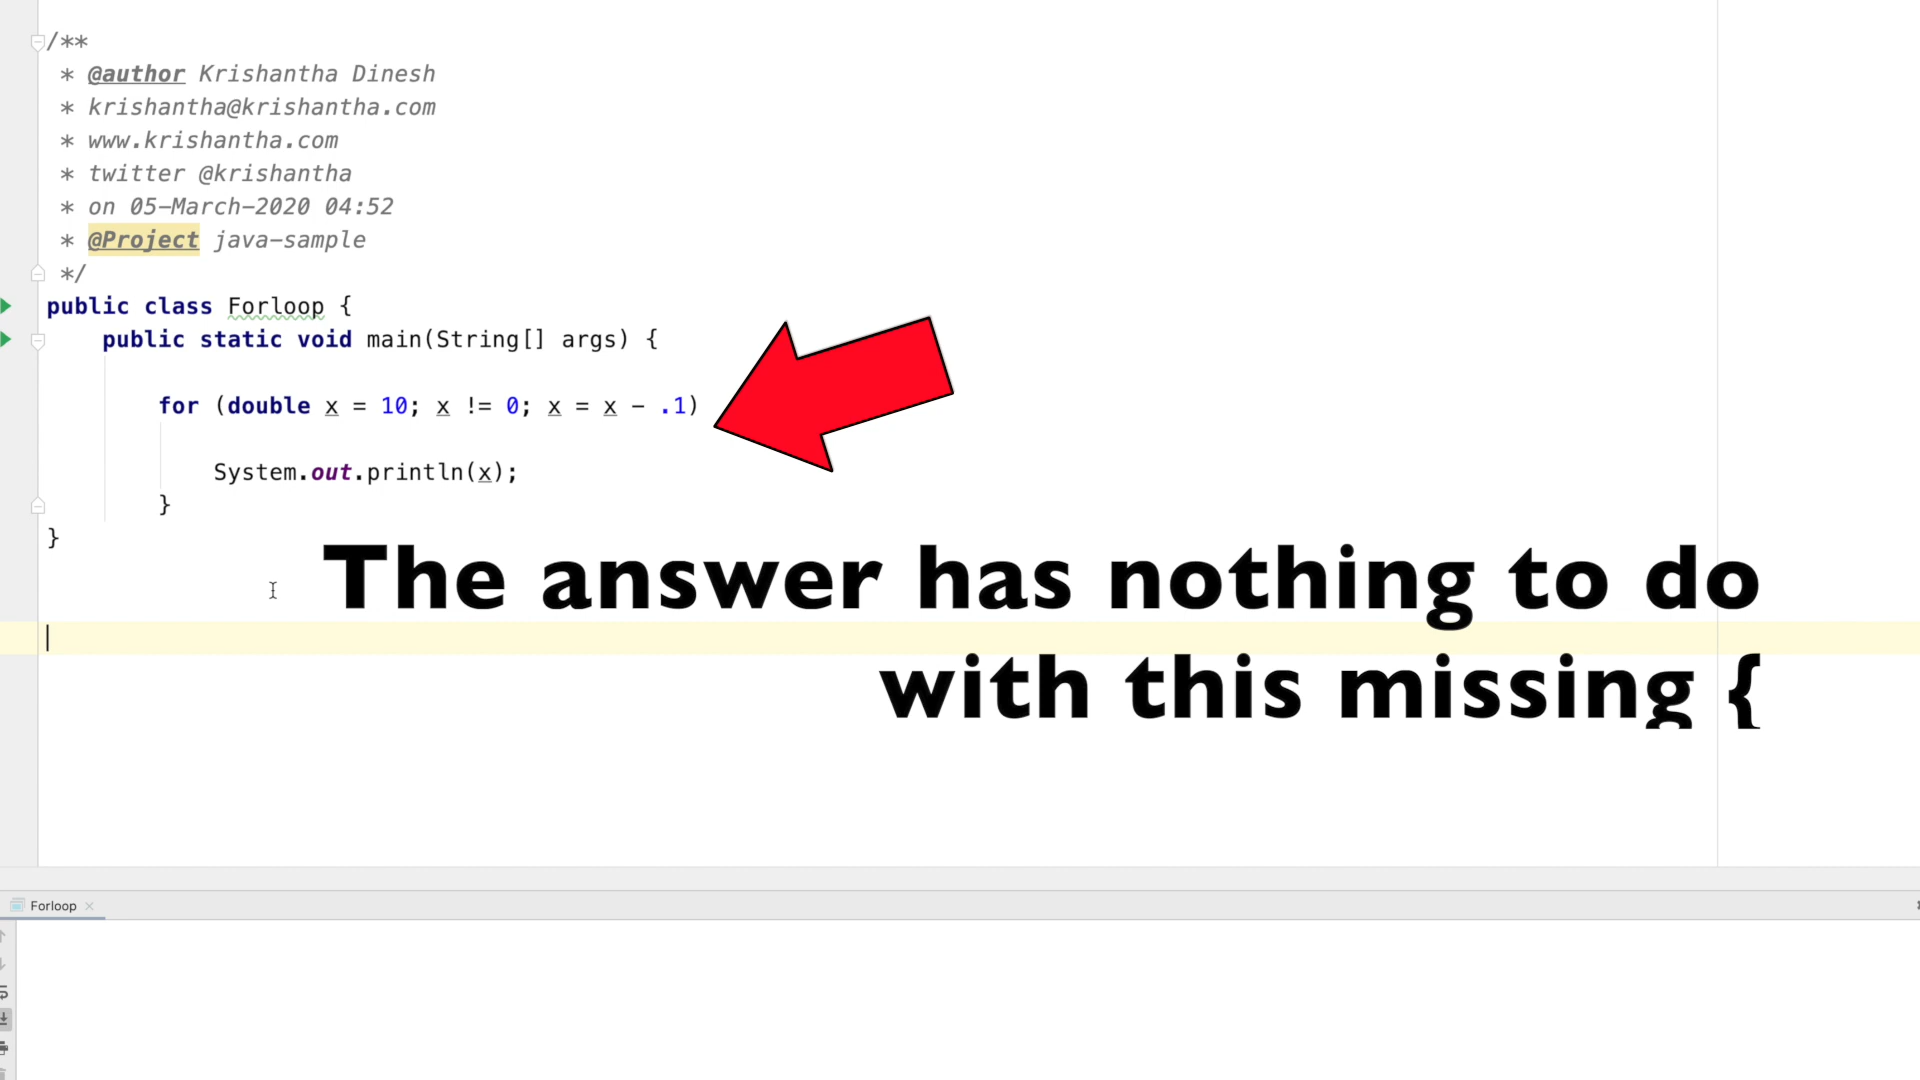 /**
* @author Krishantha Dinesh
* krishantha@krishantha.com
* www.krishantha.com
* twitter @krishantha
* on 05-March-2020 04:52
* @Project java-sample
*/
public class Forloop {
public static void main(String[] args) {
for (double x = 10; x != 0; x = x - .1)
System.out.println(x);
}
}
The answer has nothing to do
with this missing {
Forloop